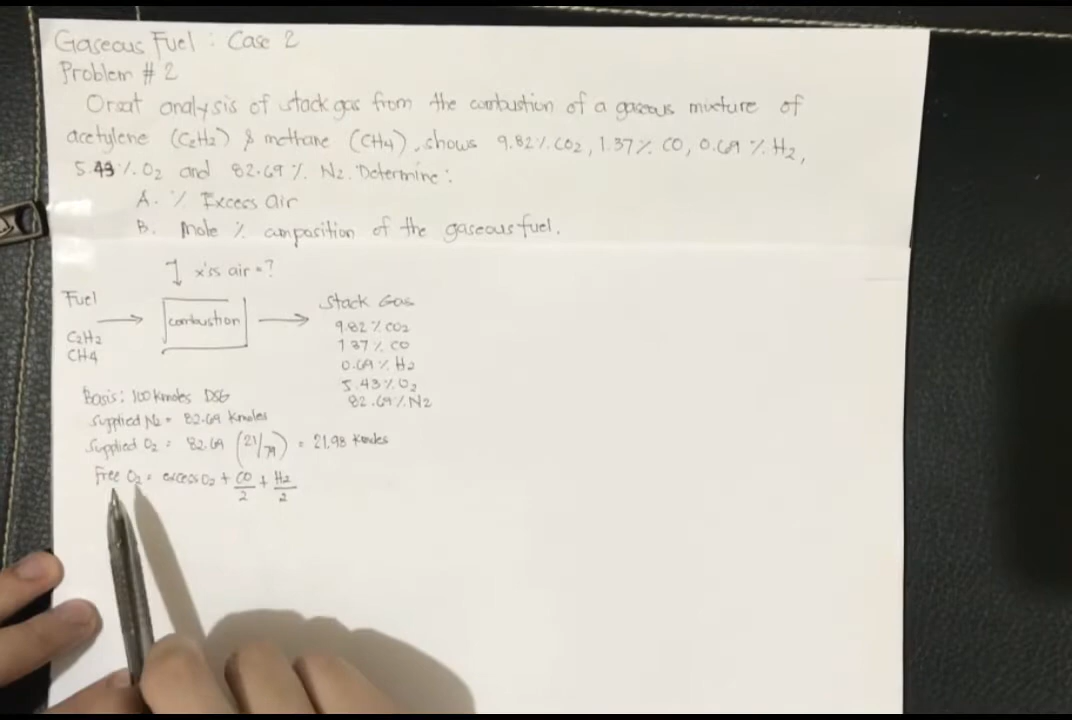 Gaseous Fuel : Case 2
Problem # 2
Orsat analysis of stack gas from the combustion of a gaseous mixture of
acetylene (C2H2) & methane (CH4), shows 9.82% CO2, 1.37% CO, 0.69% H2,
5.43% O2 and 82.69% N2. Determine:
A. % Excess air
B. Mole % composition of the gaseous fuel.
x'ss air = ?
Fuel
combustion
Stack Gas
C2H2
CH4
9.82% CO2
1.37% CO
0.69% H2
5.43% O2
82.69% N2
Basis: 100 Kmoles DSG
Supplied N2 = 82.69 Kmoles
Supplied O2 = 82.69 (21/79) = 21.98 Kmoles
Free O2 = excess O2 + CO/2 + H2/2